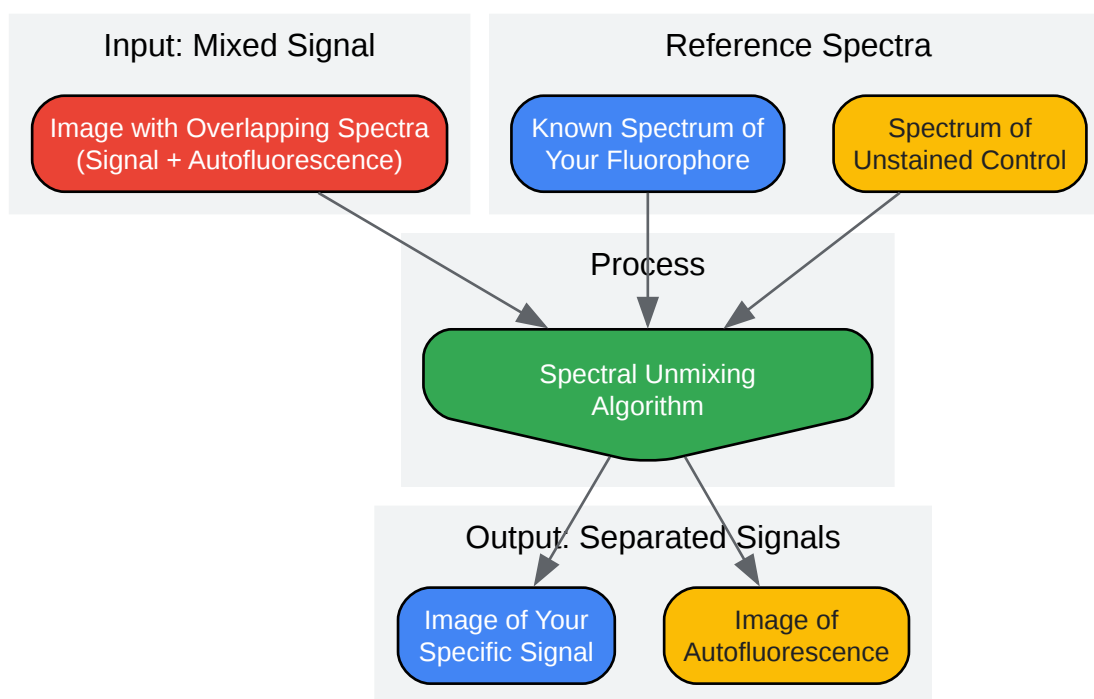 Input: Mixed Signal
Image with Overlapping Spectra
(Signal + Autofluorescence)
Reference Spectra
Known Spectrum of
Your Fluorophore
Spectrum of
Unstained Control
Process
Spectral Unmixing
Algorithm
Output: Separated Signals
Image of Your
Specific Signal
Image of
Autofluorescence